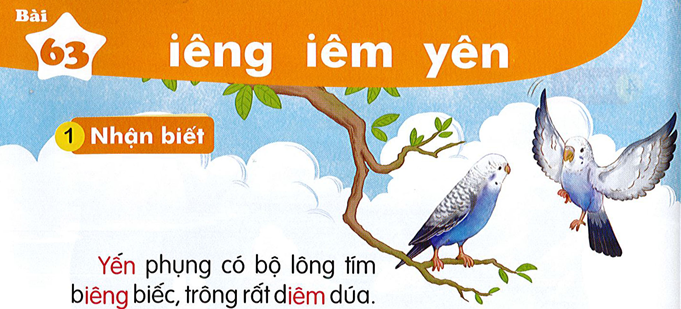 Bài
63
iêng iêm yên
1 Nhận biết
Yến phụng có bộ lông tím
biêng biếc, trông rất diêm dúa.